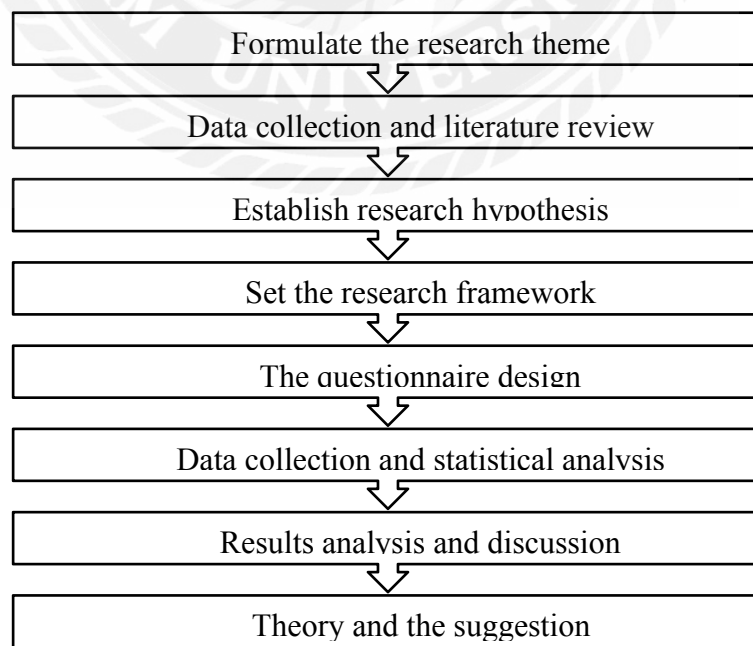 Formulate the research theme
M UNIVERSI
Data collection and literature review
Establish research hypothesis
Set the research framework
The questionnaire design
Data collection and statistical analysis
Results analysis and discussion
Theory and the suggestion